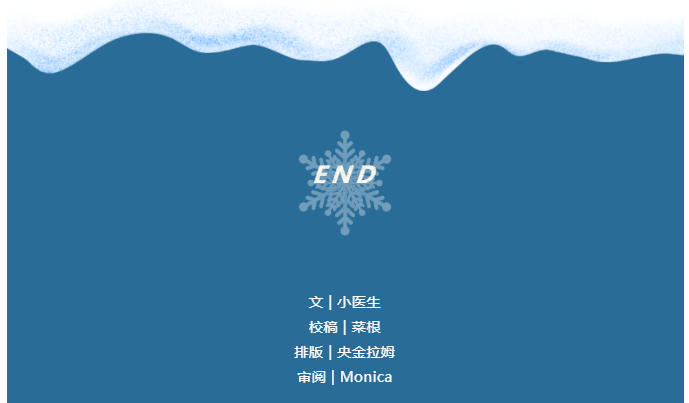 END
文 | 小医生
校稿 | 菜根
排版 | 央金拉姆
审阅 | Monica